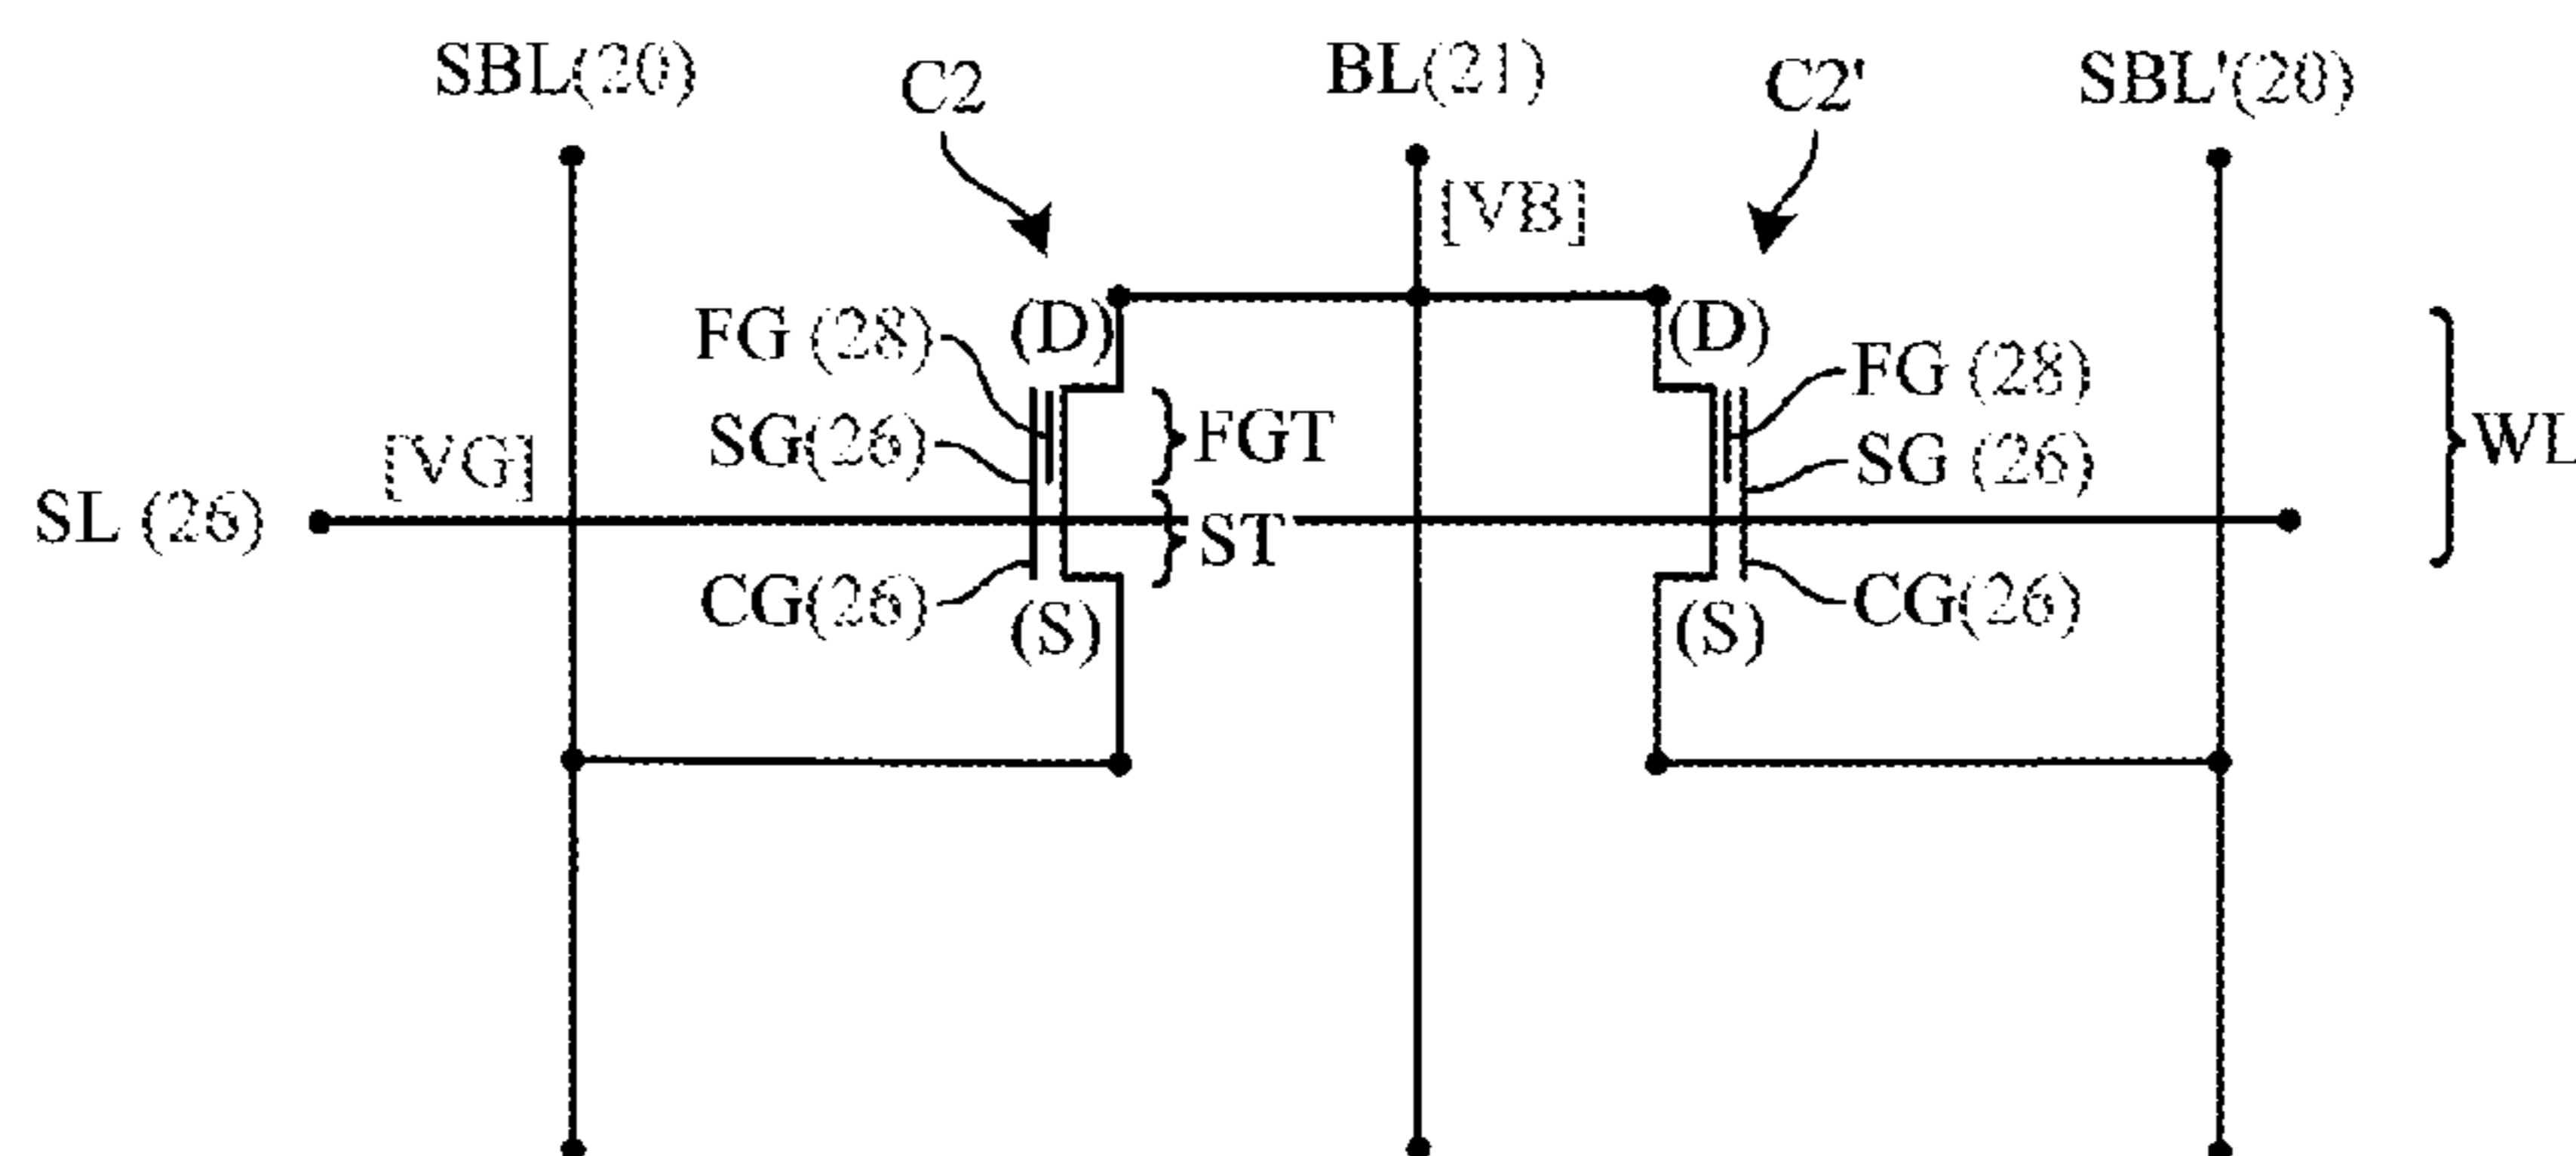 SBL(20)
C2
BL(21)
C2'
SBL'(20)
[VB]
FG (28)
(D)
(D)
FG (28)
SG(26)
FGT
SG (26)
WL
[VG]
SL (26)
ST
CG(26)
(S)
(S)
CG(26)